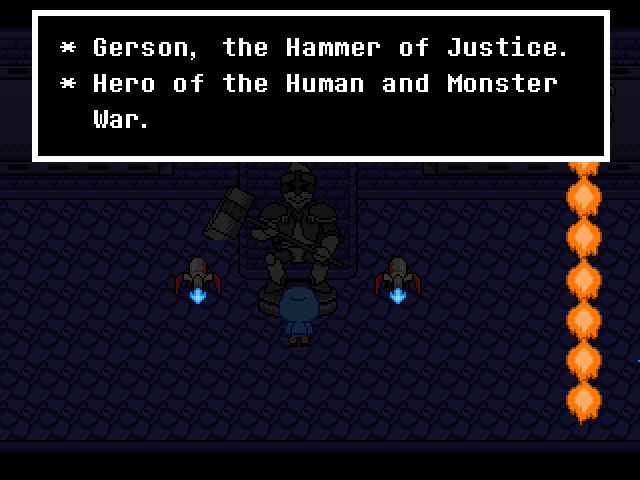 * Gerson, the Hammer of Justice.
* Hero of the Human and Monster
War.